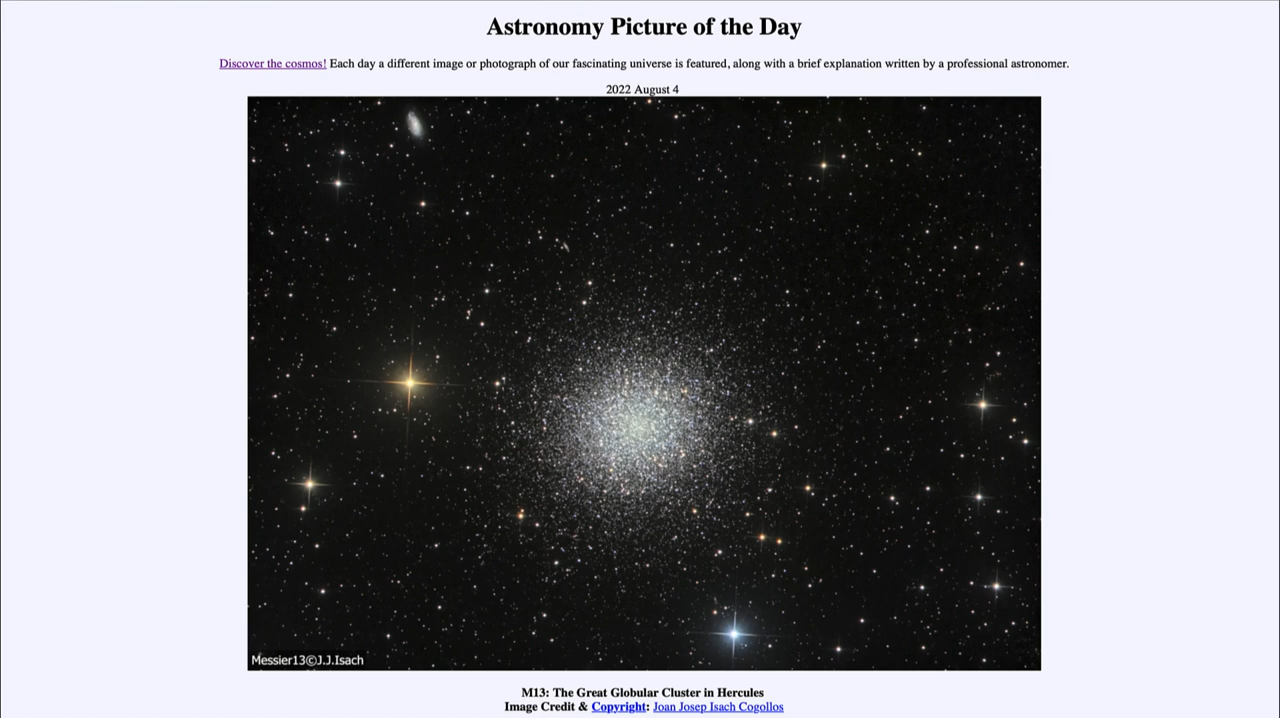 Astronomy Picture of the Day
Discover the cosmos! Each day a different image or photograph of our fascinating universe is featured, along with a brief explanation written by a professional astronomer.
2022 August 4
Messier13©J.J.Isach
M13: The Great Globular Cluster in Hercules
Image Credit & Copyright: Joan Josep Isach Cogollos